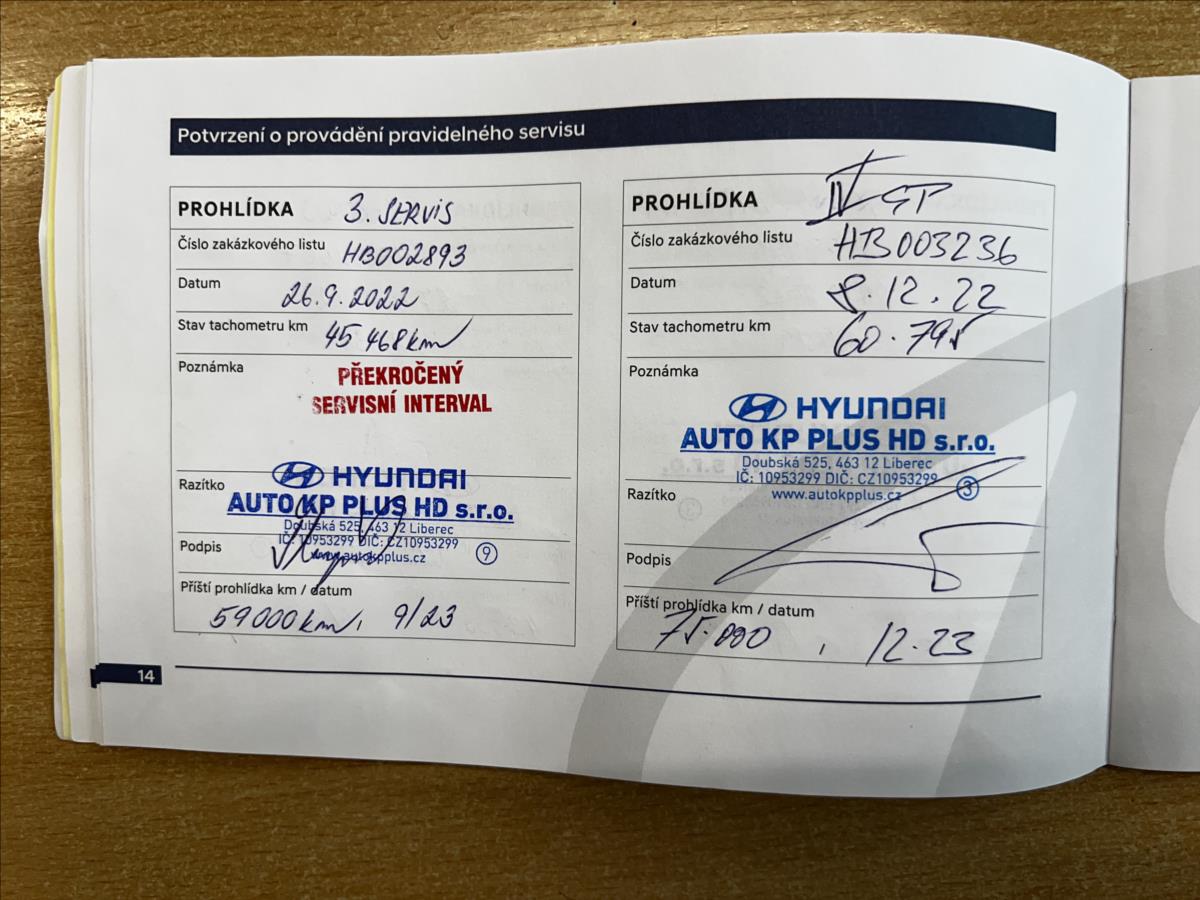 Potvrzení o provádění pravidelného servisu
PROHLÍDKA 3. SERVIS
Číslo zakázkového listu HB002893
Datum 26.9.2022
Stav tachometru km 45 468km
Poznámka
PŘEKROČENÝ
SERVISNÍ INTERVAL
HYUNDAI
Razítko
AUTO KP PLUS HD s.r.o.
Doubská 525, 463 12 Liberec
IČ: 10953299 DIČ: CZ10953299
Podpis
www.autokpplus.cz 9
Příští prohlídka km / datum
59000km, 9/23
PROHLÍDKA IV GP
Číslo zakázkového listu HB003236
Datum 8.12.22
Stav tachometru km 60.795
Poznámka
HYUNDAI
AUTO KP PLUS HD s.r.o.
Doubská 525, 463 12 Liberec
IČ: 10953299 DIČ: CZ10953299
Razítko
www.autokpplus.cz 3
Podpis
Příští prohlídka km / datum
75.000, 12.23
14